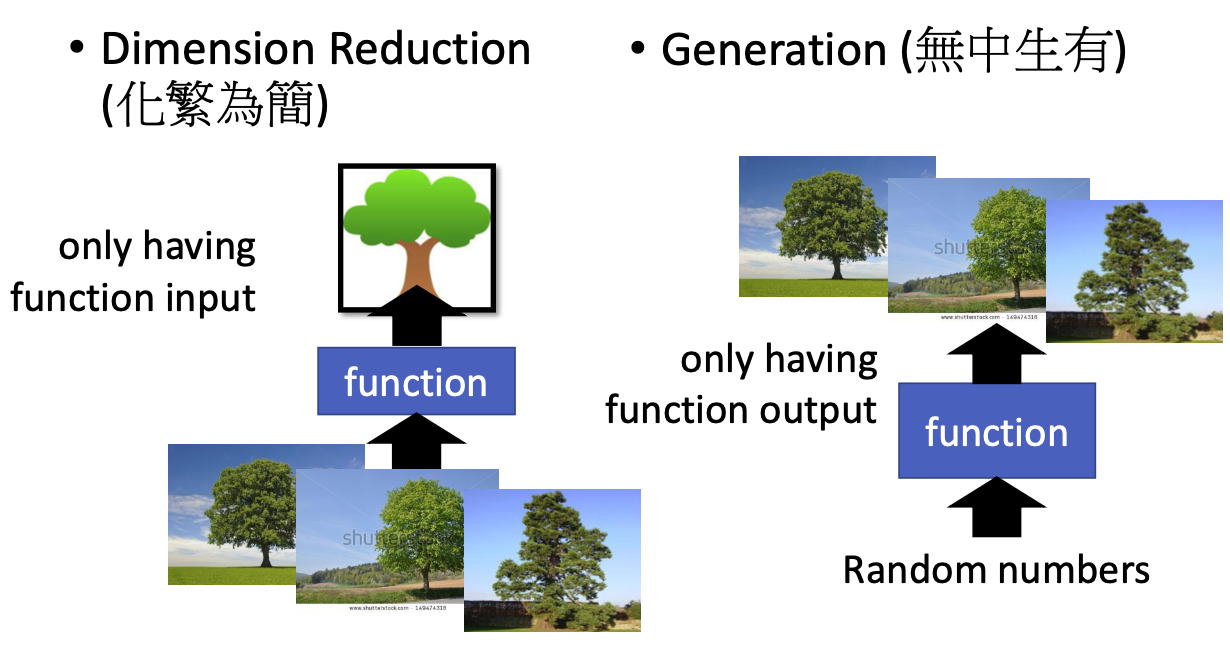 • Dimension Reduction
(化繁為簡)
only having
function input
function
shutterstock
www.shutterstock.com · 149474318
• Generation (無中生有)
shutterstock
www.shutterstock.com · 149474318
only having
function output
function
Random numbers